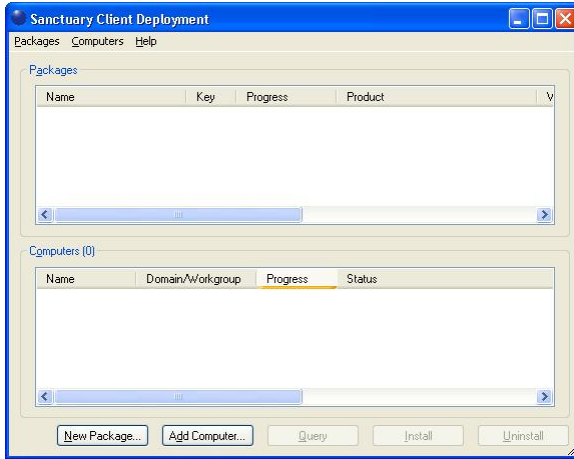 Sanctuary Client Deployment
Packages Computers Help
Packages
Name Key Progress Product V
Computers (0)
Name Domain/Workgroup Progress Status
New Package... Add Computer... Query Install Uninstall